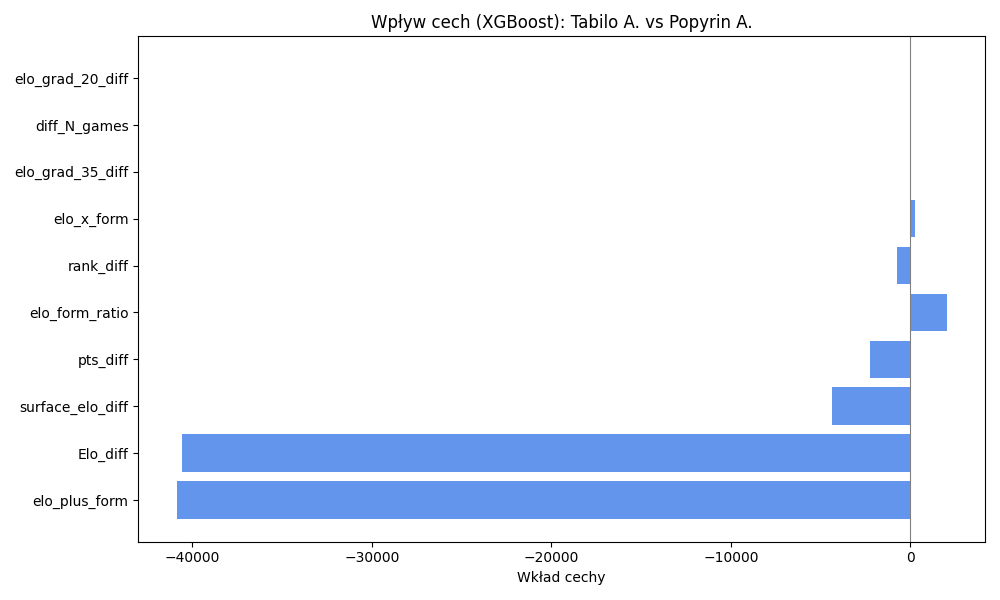 Wpływ cech (XGBoost): Tabilo A. vs Popyrin A.
elo_grad_20_diff
diff_N_games
elo_grad_35_diff
elo_x_form
rank_diff
elo_form_ratio
pts_diff
surface_elo_diff
Elo_diff
elo_plus_form
−40000 −30000 −20000 −10000 0
Wkład cechy